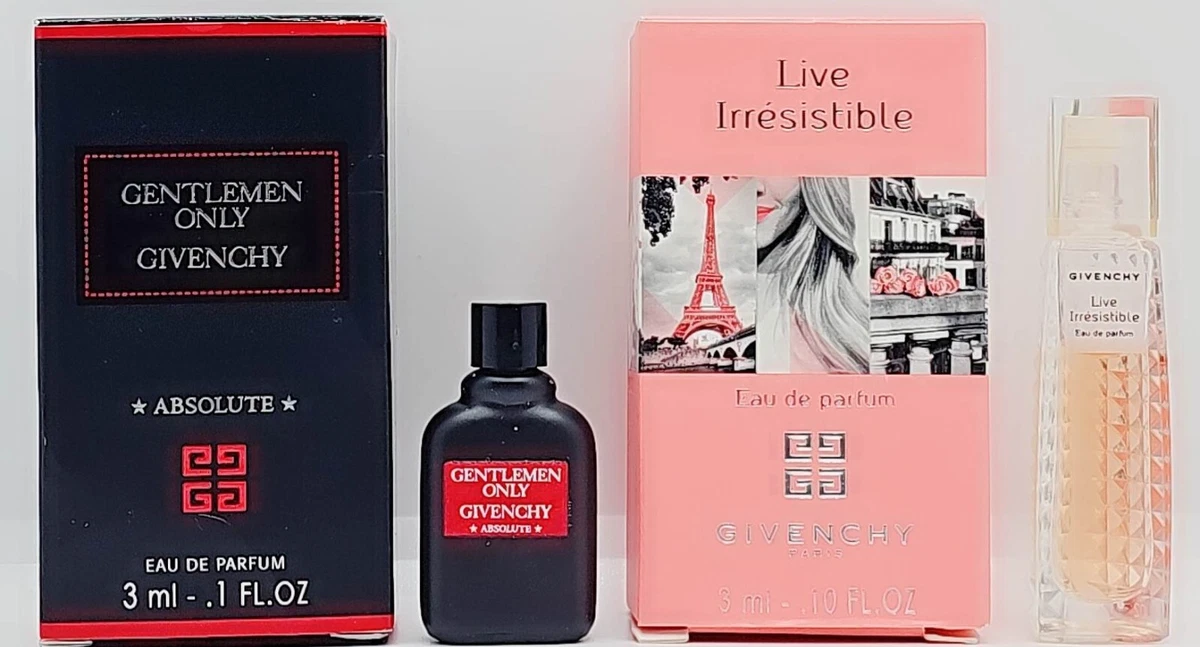 GENTLEMEN
ONLY
GIVENCHY
★ ABSOLUTE ★
EAU DE PARFUM
3 ml - .1 FL.OZ
GENTLEMEN
ONLY
GIVENCHY
★ ABSOLUTE ★
Live
Irrésistible
Eau de parfum
GIVENCHY
PARIS
3 ml - .10 FL.OZ
GIVENCHY
Live
Irrésistible
Eau de parfum